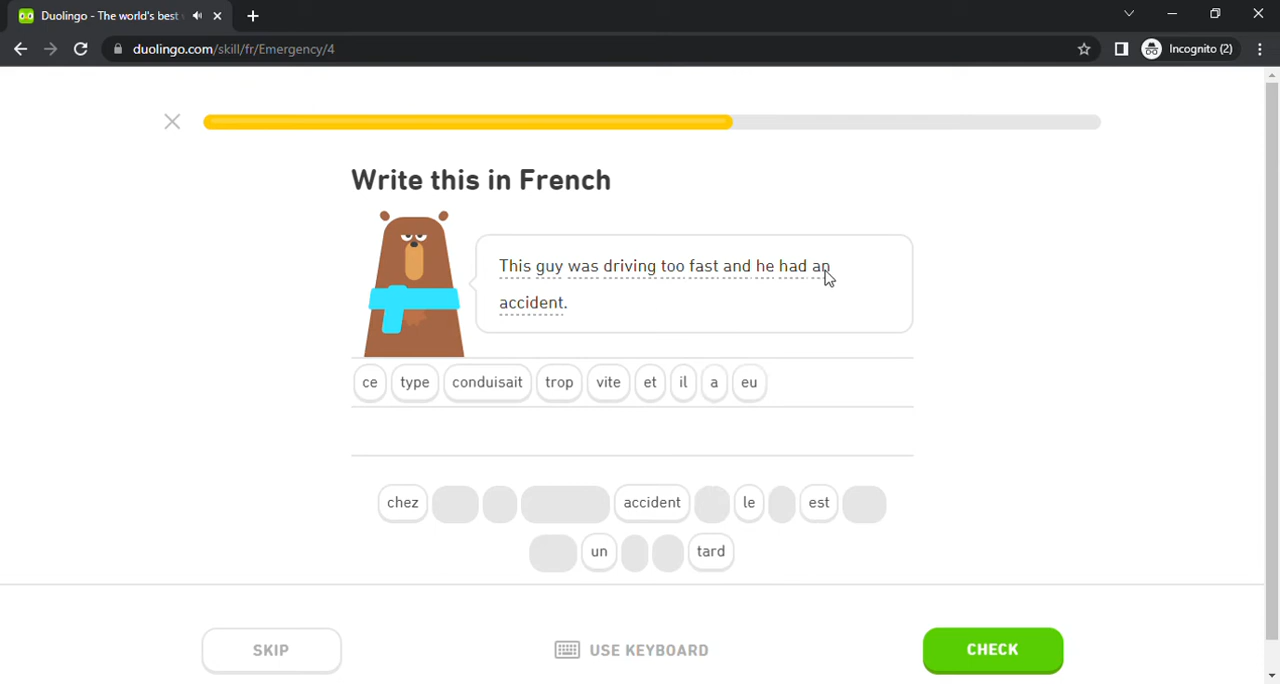 Duolingo - The world's best
duolingo.com/skill/fr/Emergency/4
Incognito (2)
Write this in French
This guy was driving too fast and he had an
accident.
ce type conduisait trop vite et il a eu
chez accident le est
un tard
SKIP USE KEYBOARD CHECK